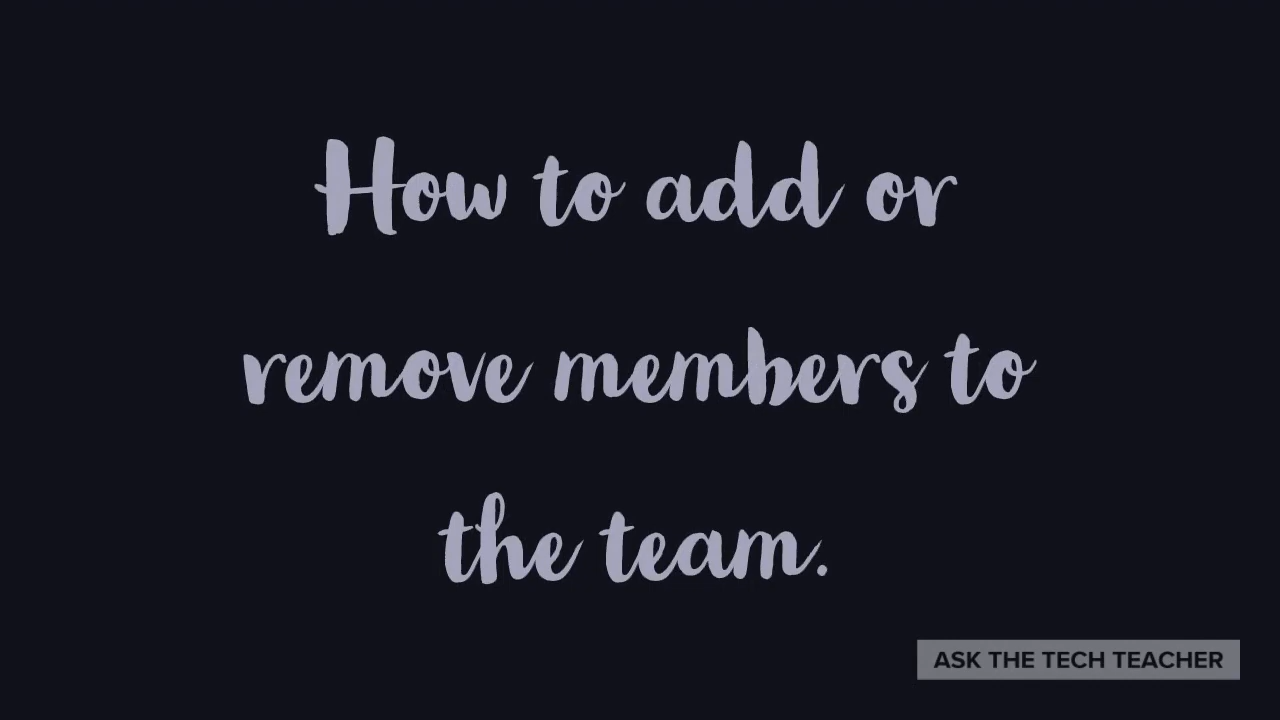 How to add or
remove members to
the team.
ASK THE TECH TEACHER